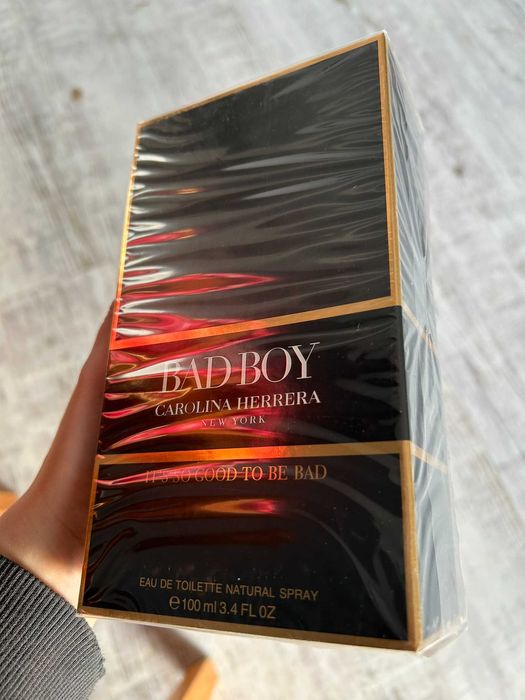 BAD BOY
CAROLINA HERRERA
NEW YORK
IT'S SO GOOD TO BE BAD
EAU DE TOILETTE NATURAL SPRAY
℮100 ml 3.4 FL OZ